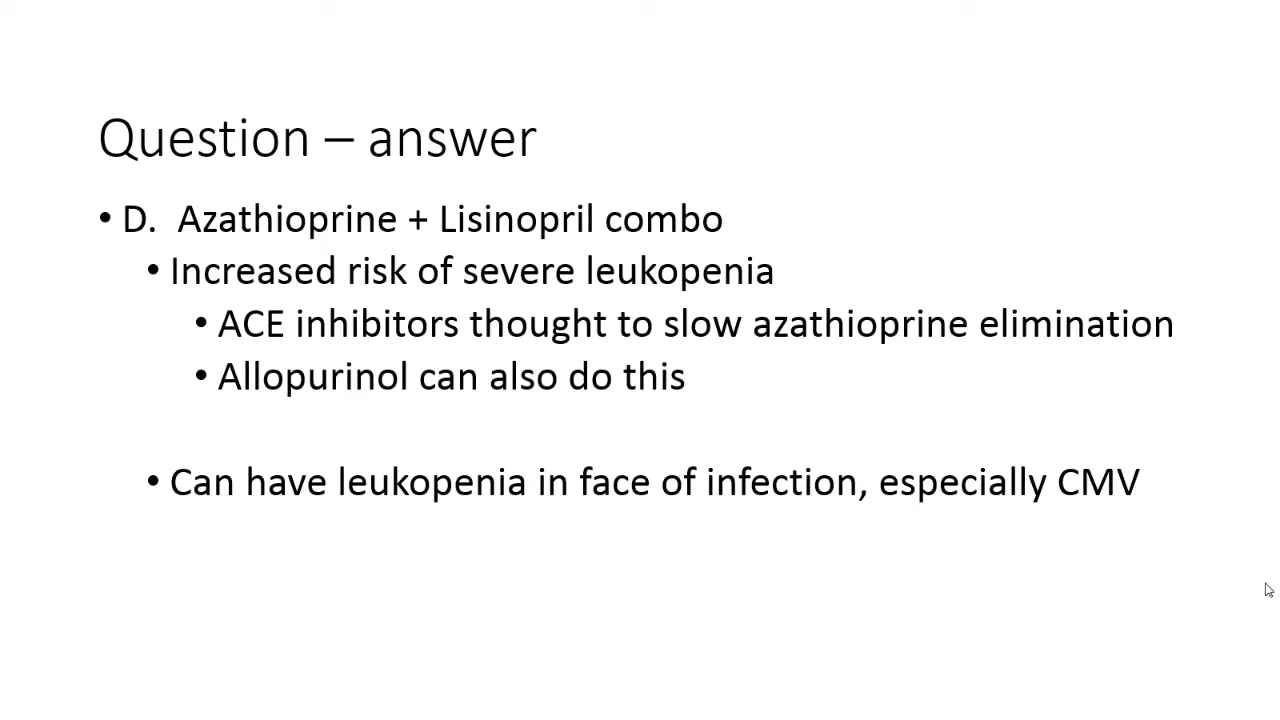 Question – answer
• D.  Azathioprine + Lisinopril combo
• Increased risk of severe leukopenia
• ACE inhibitors thought to slow azathioprine elimination
• Allopurinol can also do this
• Can have leukopenia in face of infection, especially CMV